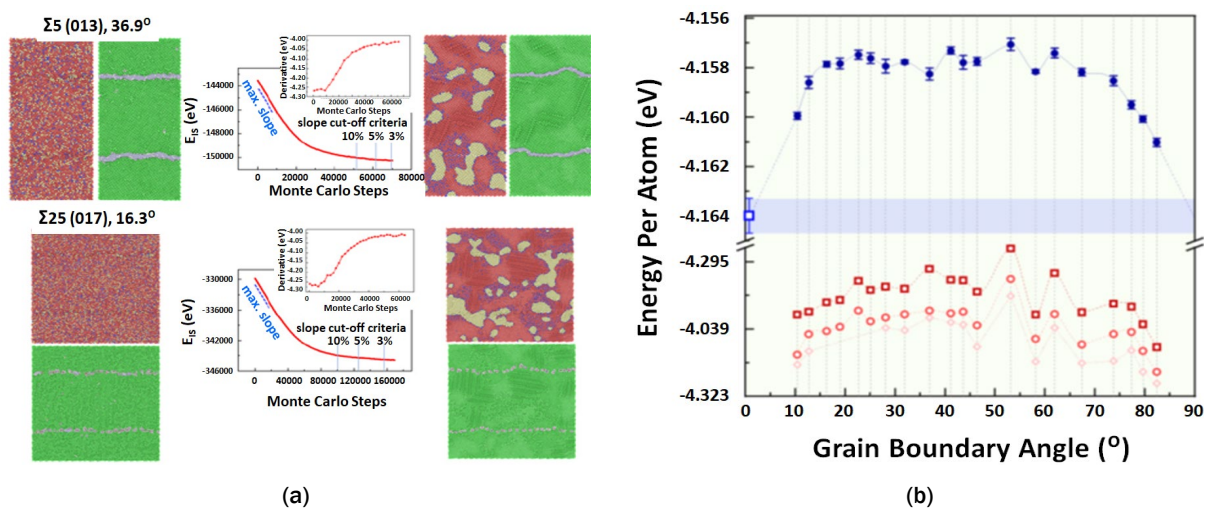 Σ5 (013), 36.9º
E_IS (eV)
-144000
-146000
-148000
-150000
max. slope
Derivative (eV)
-4.00
-4.05
-4.10
-4.15
-4.20
-4.25
-4.30
0 20000 40000 60000
Monte Carlo Steps
slope cut-off criteria
10% 5% 3%
0 20000 40000 60000 80000
Monte Carlo Steps
Σ25 (017), 16.3º
E_IS (eV)
-330000
-336000
-342000
-346000
max. slope
Derivative (eV)
-4.00
-4.05
-4.10
-4.15
-4.20
-4.25
-4.30
0 20000 40000 60000
Monte Carlo Steps
slope cut-off criteria
10% 5% 3%
0 40000 80000 120000 160000
Monte Carlo Steps
(a)
Energy Per Atom (eV)
-4.156
-4.158
-4.160
-4.162
-4.164
-4.295
-4.039
-4.323
0 10 20 30 40 50 60 70 80 90
Grain Boundary Angle (º)
(b)